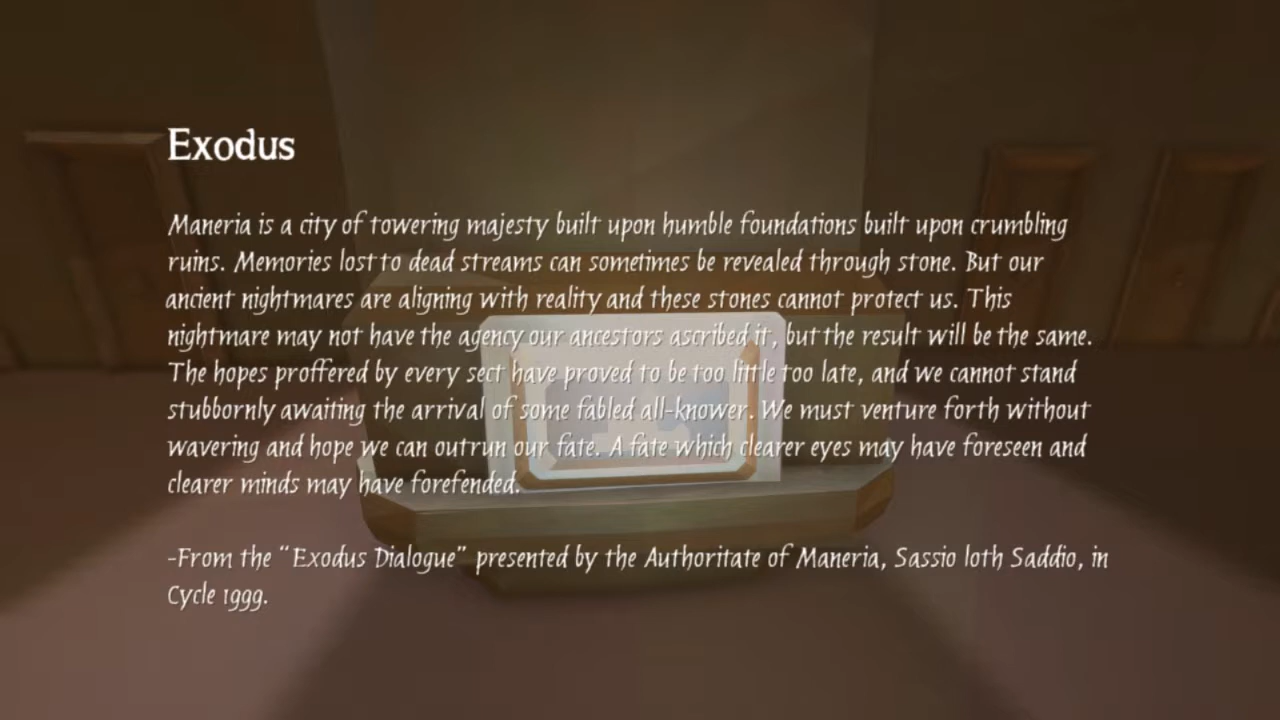 Exodus
Maneria is a city of towering majesty built upon humble foundations built upon crumbling
ruins. Memories lost to dead streams can sometimes be revealed through stone. But our
ancient nightmares are aligning with reality and these stones cannot protect us. This
nightmare may not have the agency our ancestors ascribed it, but the result will be the same.
The hopes proffered by every sect have proved to be too little too late, and we cannot stand
stubbornly awaiting the arrival of some fabled all-knower. We must venture forth without
wavering and hope we can outrun our fate. A fate which clearer eyes may have foreseen and
clearer minds may have forefended.
-From the “Exodus Dialogue” presented by the Authoritate of Maneria, Sassio loth Saddio, in
Cycle 1999.